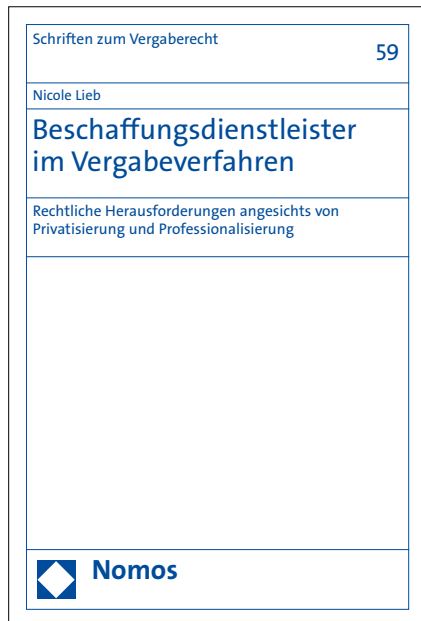 Schriften zum Vergaberecht
59
Nicole Lieb
Beschaffungsdienstleister
im Vergabeverfahren
Rechtliche Herausforderungen angesichts von
Privatisierung und Professionalisierung
Nomos